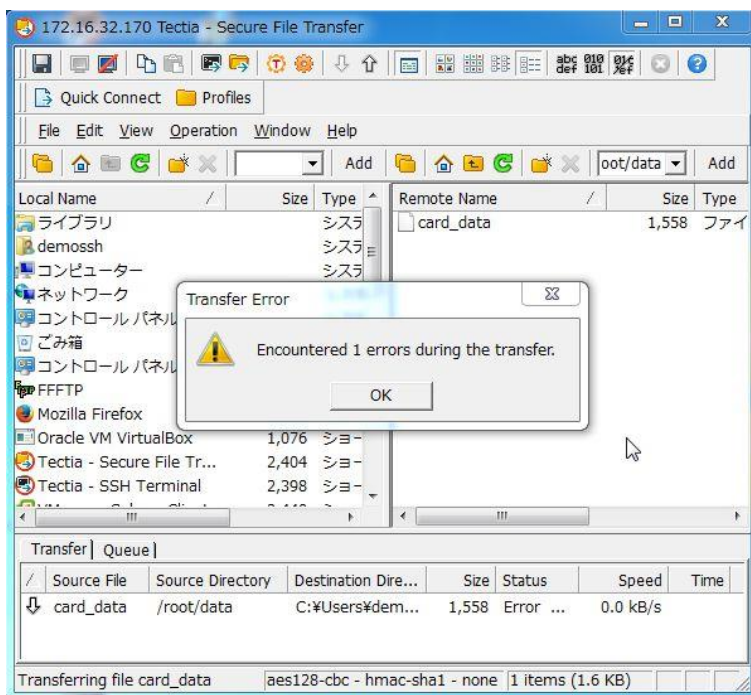 172.16.32.170 Tectia - Secure File Transfer
abc def 010 101
Quick Connect Profiles
File Edit View Operation Window Help
Add oot/data Add
Local Name / Size Type Remote Name / Size Type
ライブラリ システ card_data 1,558 ファイ
demossh システ
コンピューター システ
ネットワーク
Transfer Error
コントロール パネル
ごみ箱
Encountered 1 errors during the transfer.
コントロール パネル
FFFTP
OK
Mozilla Firefox
Oracle VM VirtualBox 1,076 ショー
Tectia - Secure File Tr... 2,404 ショー
Tectia - SSH Terminal 2,398 ショー
Transfer Queue
/ Source File Source Directory Destination Dire... Size Status Speed Time
card_data /root/data C:¥Users¥dem... 1,558 Error ... 0.0 kB/s
Transferring file card_data aes128-cbc - hmac-sha1 - none 1 items (1.6 KB)